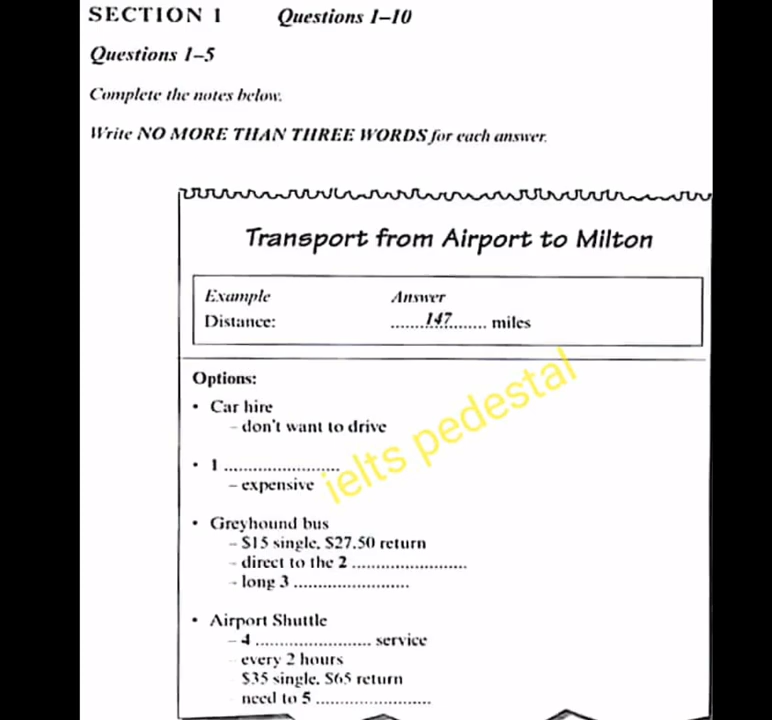 SECTION 1 Questions 1–10
Questions 1–5
Complete the notes below.
Write NO MORE THAN THREE WORDS for each answer.
Transport from Airport to Milton
Example Answer
Distance: ........147........ miles
Options:
• Car hire
– don't want to drive
• 1 ........................
– expensive
• Greyhound bus
– $15 single, $27.50 return
– direct to the 2 ........................
– long 3 ........................
• Airport Shuttle
– 4 ........................ service
every 2 hours
$35 single, $65 return
need to 5 ........................
ielts pedestal